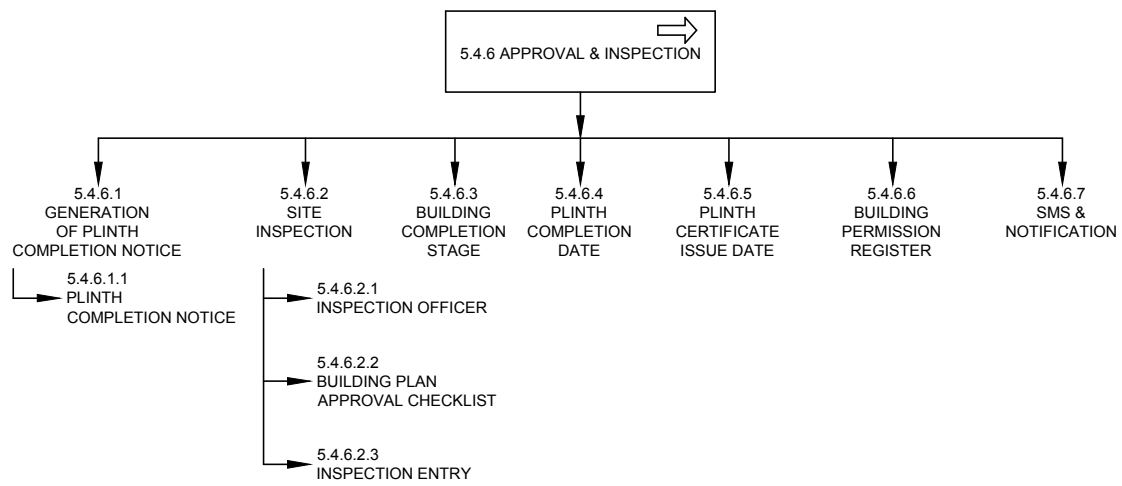 5.4.6 APPROVAL & INSPECTION
5.4.6.1
GENERATION
OF PLINTH
COMPLETION NOTICE
5.4.6.2
SITE
INSPECTION
5.4.6.3
BUILDING
COMPLETION
STAGE
5.4.6.4
PLINTH
COMPLETION
DATE
5.4.6.5
PLINTH
CERTIFICATE
ISSUE DATE
5.4.6.6
BUILDING
PERMISSION
REGISTER
5.4.6.7
SMS &
NOTIFICATION
5.4.6.1.1
PLINTH
COMPLETION NOTICE
5.4.6.2.1
INSPECTION OFFICER
5.4.6.2.2
BUILDING PLAN
APPROVAL CHECKLIST
5.4.6.2.3
INSPECTION ENTRY